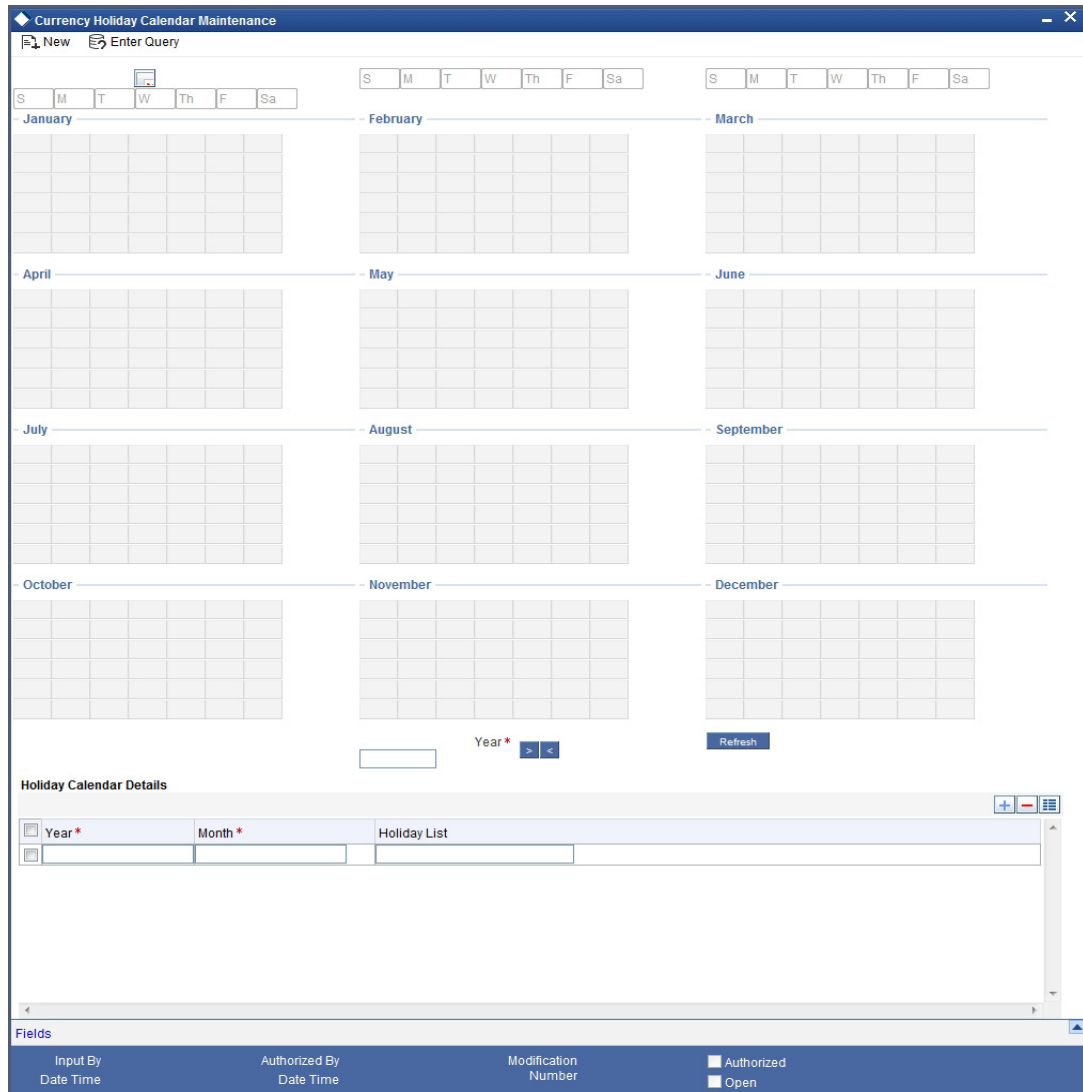 Currency Holiday Calendar Maintenance
New Enter Query
S M T W Th F Sa
S M T W Th F Sa
S M T W Th F Sa
January February March
April May June
July August September
October November December
Year * > < Refresh
Holiday Calendar Details
Year * Month * Holiday List
Fields
Input By Authorized By Modification Authorized
Date Time Date Time Number Open